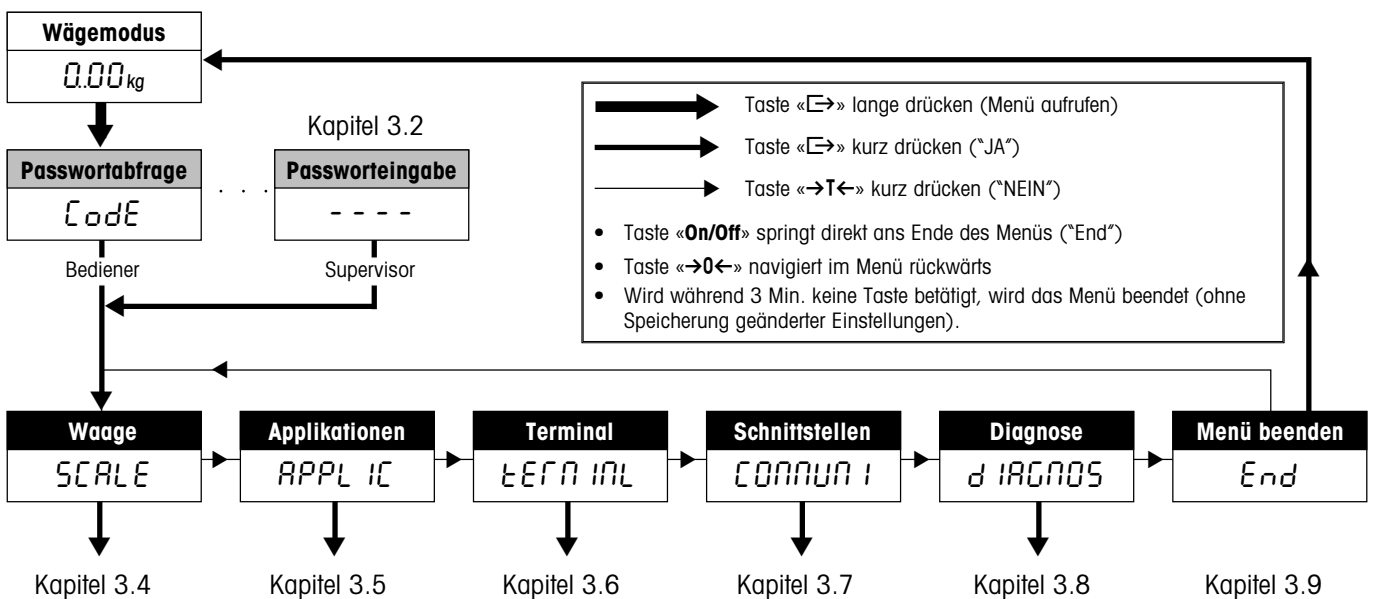 Wägemodus
0.00 kg
Kapitel 3.2
Passwortabfrage
CodE
. . .
Passworteingabe
- - - -
Bediener
Supervisor
Taste «⎆» lange drücken (Menü aufrufen)
Taste «⎆» kurz drücken ("JA")
Taste «→T←» kurz drücken ("NEIN")
• Taste «On/Off» springt direkt ans Ende des Menüs ("End")
• Taste «→0←» navigiert im Menü rückwärts
• Wird während 3 Min. keine Taste betätigt, wird das Menü beendet (ohne
Speicherung geänderter Einstellungen).
Waage
SCALE
Applikationen
APPLIC
Terminal
tErMINL
Schnittstellen
COMMUNI
Diagnose
dIAGNOS
Menü beenden
End
Kapitel 3.4
Kapitel 3.5
Kapitel 3.6
Kapitel 3.7
Kapitel 3.8
Kapitel 3.9